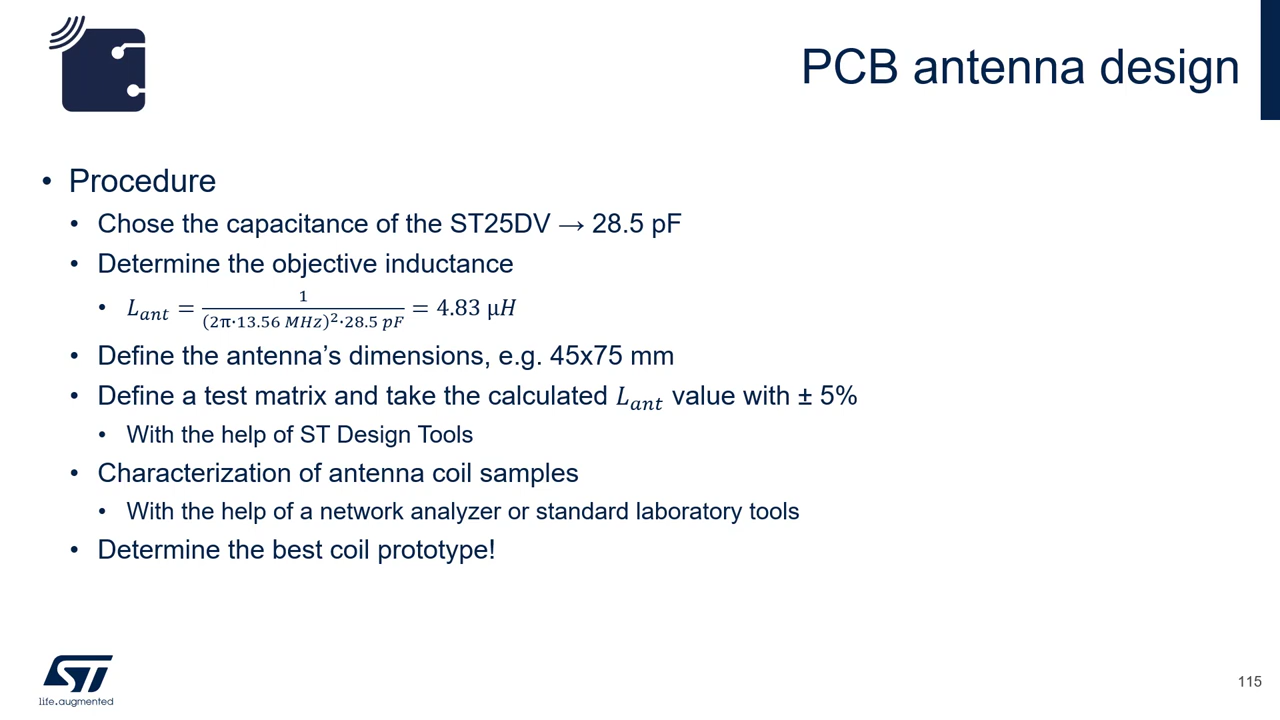 PCB antenna design
• Procedure
• Chose the capacitance of the ST25DV → 28.5 pF
• Determine the objective inductance
• L_ant = 1 / ((2π·13.56 MHz)²·28.5 pF) = 4.83 µH
• Define the antenna’s dimensions, e.g. 45x75 mm
• Define a test matrix and take the calculated L_ant value with ± 5%
• With the help of ST Design Tools
• Characterization of antenna coil samples
• With the help of a network analyzer or standard laboratory tools
• Determine the best coil prototype!
ST
life.augmented
115